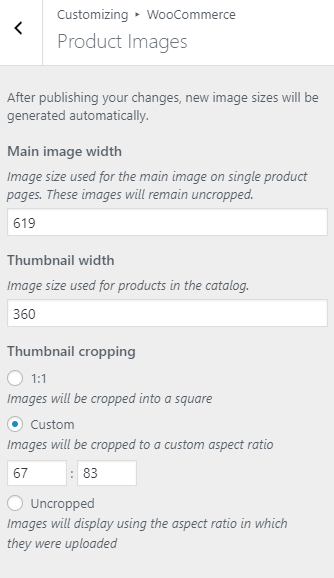 Customizing ▸ WooCommerce
Product Images
After publishing your changes, new image sizes will be
generated automatically.
Main image width
Image size used for the main image on single product
pages. These images will remain uncropped.
619
Thumbnail width
Image size used for products in the catalog.
360
Thumbnail cropping
1:1
Images will be cropped into a square
Custom
Images will be cropped to a custom aspect ratio
67 : 83
Uncropped
Images will display using the aspect ratio in which
they were uploaded